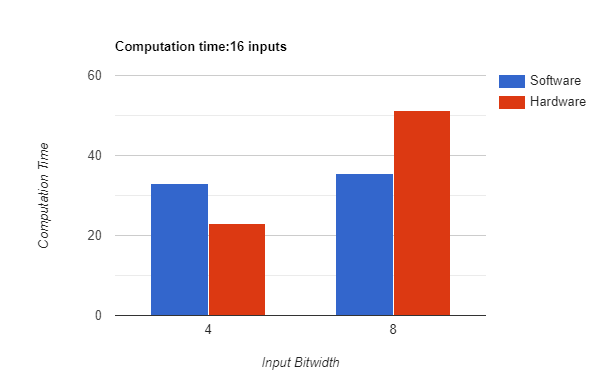 Computation time:16 inputs
60
40
20
0
Computation Time
4
8
Input Bitwidth
Software
Hardware